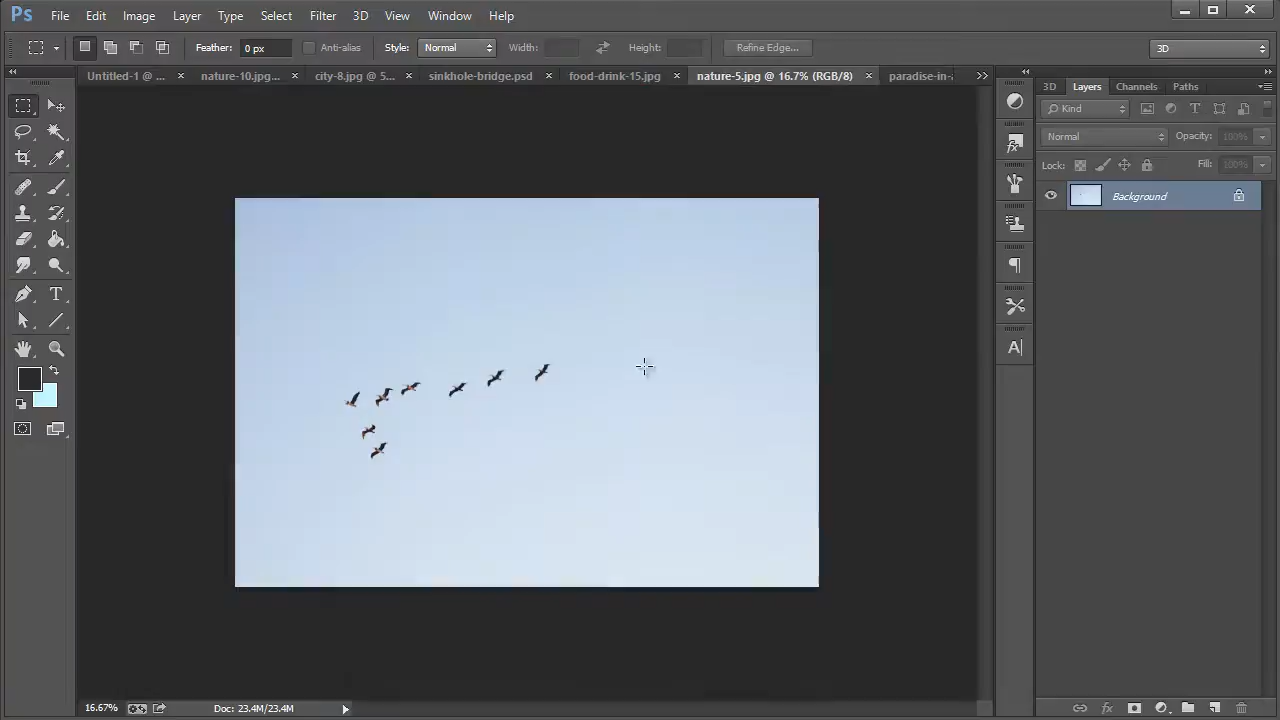 Ps File Edit Image Layer Type Select Filter 3D View Window Help
Feather: 0 px Anti-alias Style: Normal Width: Height: Refine Edge... 3D
Untitled-1 @ ... × nature-10.jpg... × city-8.jpg @ 5... × sinkhole-bridge.psd × food-drink-15.jpg × nature-5.jpg @ 16.7% (RGB/8) × paradise-in-
3D Layers Channels Paths
Kind
Normal Opacity: 100%
Lock: Fill: 100%
Background
16.67% Doc: 23.4M/23.4M